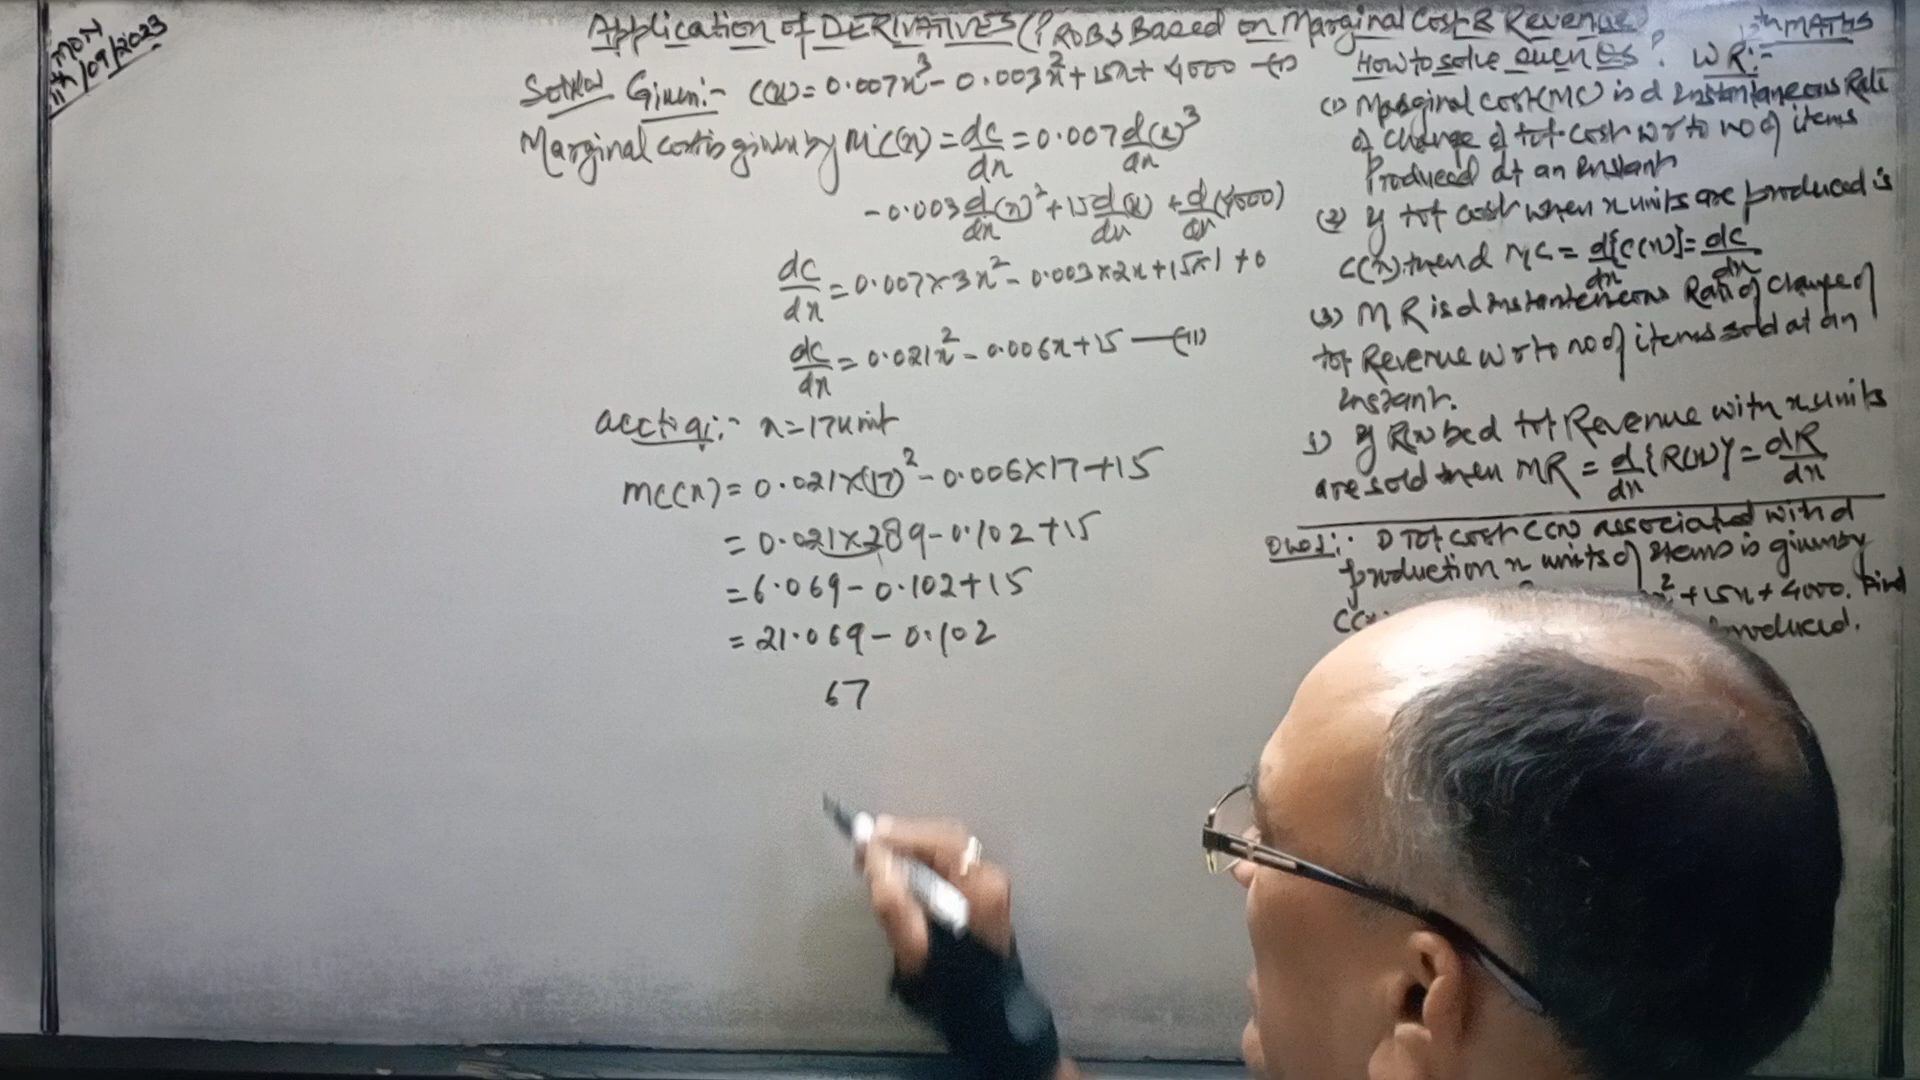 MON
11th/09/2023
Application of DERIVATIVES (PROBS Based on Marginal Cost & Revenue)
12th MATHS
Solun Given:- C(x) = 0.007x³ - 0.003x² + 15x + 4000 —(1)
Marginal cost is given by MC(x) = dc/dx = 0.007 d/dx (x)³
- 0.003 d/dx (x)² + 15 d/dx (x) + d/dx (4000)
dc/dx = 0.007 × 3x² - 0.003 × 2x + 15 × 1 + 0
dc/dx = 0.021x² - 0.006x + 15 —(11)
acc to qi:- x = 17 unit
MC(x) = 0.021 × (17)² - 0.006 × 17 + 15
= 0.021 × 289 - 0.102 + 15
= 6.069 - 0.102 + 15
= 21.069 - 0.102
67
How to solve ? WR:-
(1) Marginal Cost (MC) is d Instantaneous Rate
of Change of tot cost wr to no of items
Produced at an Instant
(2) If tot cost when x units are produced is
C(x) then d MC = d/dx {C(x)} = dc/dx
(3) MR is d Instanteneous Rate of Change of
tot Revenue wr to no of items sold at an
Instant.
If R(x) be d tot Revenue with x units
are sold then MR = d/dx {R(x)} = dR/dx
D Tot cost C(x) associated with d
production x units of Items is given by
x² + 15x + 4000. Find
produced.